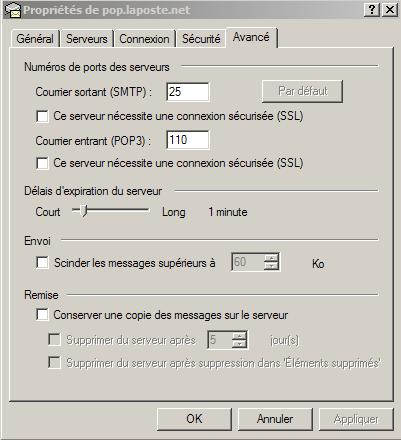 Propriétés de pop.laposte.net
Général Serveurs Connexion Sécurité Avancé
Numéros de ports des serveurs
Courrier sortant (SMTP) : 25 Par défaut
Ce serveur nécessite une connexion sécurisée (SSL)
Courrier entrant (POP3) : 110
Ce serveur nécessite une connexion sécurisée (SSL)
Délais d'expiration du serveur
Court Long 1 minute
Envoi
Scinder les messages supérieurs à 60 Ko
Remise
Conserver une copie des messages sur le serveur
Supprimer du serveur après 5 jour(s)
Supprimer du serveur après suppression dans 'Éléments supprimés'
OK Annuler Appliquer